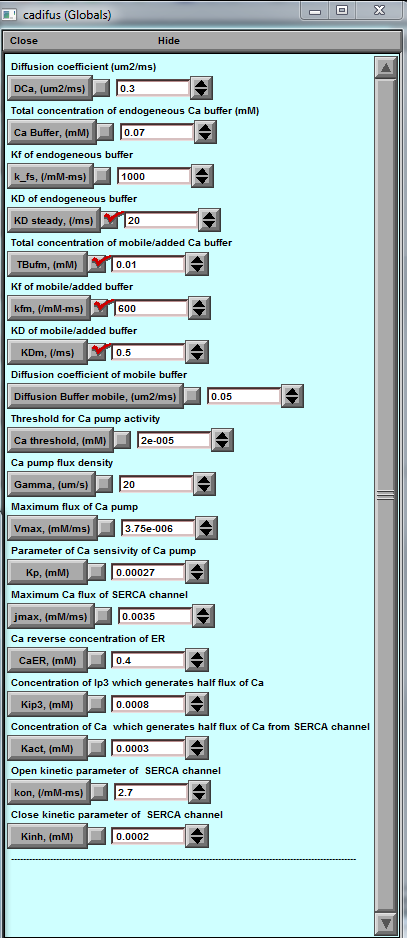 cadifus (Globals)
Close Hide
Diffusion coefficient (um2/ms)
DCa, (um2/ms) 0.3
Total concentration of endogeneous Ca buffer (mM)
Ca Buffer, (mM) 0.07
Kf of endogeneous buffer
k_fs, (/mM-ms) 1000
KD of endogeneous buffer
KD steady, (/ms) 20
Total concentration of mobile/added Ca buffer
TBufm, (mM) 0.01
Kf of mobile/added buffer
kfm, (/mM-ms) 600
KD of mobile/added buffer
KDm, (/ms) 0.5
Diffusion coefficient of mobile buffer
Diffusion Buffer mobile, (um2/ms) 0.05
Threshold for Ca pump activity
Ca threshold, (mM) 2e-005
Ca pump flux density
Gamma, (um/s) 20
Maximum flux of Ca pump
Vmax, (mM/ms) 3.75e-006
Parameter of Ca sensivity of Ca pump
Kp, (mM) 0.00027
Maximum Ca flux of SERCA channel
jmax, (mM/ms) 0.0035
Ca reverse concentration of ER
CaER, (mM) 0.4
Concentration of Ip3 which generates half flux of Ca
Kip3, (mM) 0.0008
Concentration of Ca which generates half flux of Ca from SERCA channel
Kact, (mM) 0.0003
Open kinetic parameter of SERCA channel
kon, (/mM-ms) 2.7
Close kinetic parameter of SERCA channel
Kinh, (mM) 0.0002